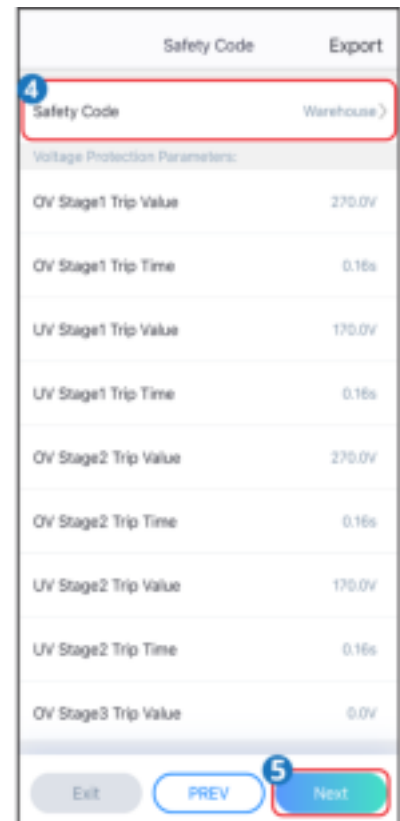 Safety Code Export
4
Safety Code Warehouse >
Voltage Protection Parameters:
OV Stage1 Trip Value 270.0V
OV Stage1 Trip Time 0.16s
UV Stage1 Trip Value 170.0V
UV Stage1 Trip Time 0.16s
OV Stage2 Trip Value 270.0V
OV Stage2 Trip Time 0.16s
UV Stage2 Trip Value 170.0V
UV Stage2 Trip Time 0.16s
OV Stage3 Trip Value 0.0V
5
Exit PREV Next